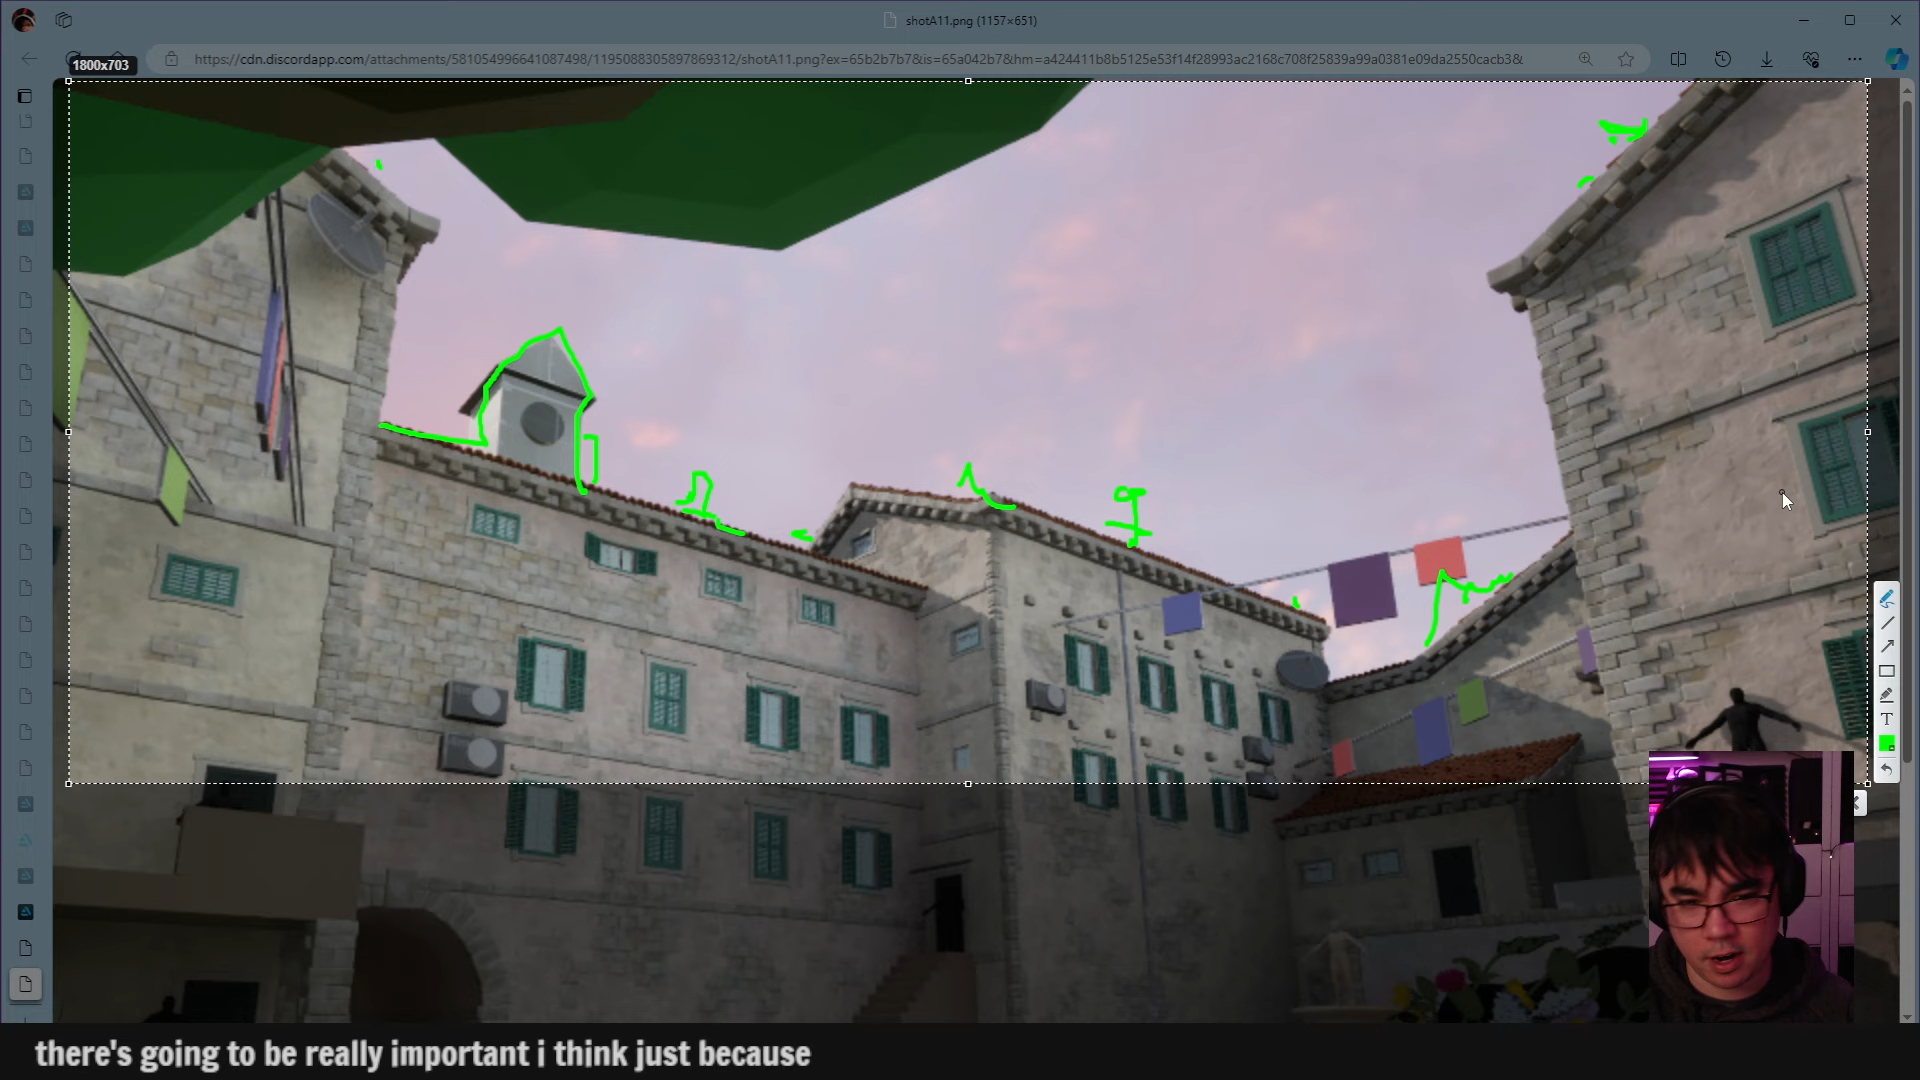 shotA11.png (1157×651)
https://cdn.discordapp.com/attachments/581054996641087498/1195088305897869312/shotA11.png?ex=65b2b7b7&is=65a042b7&hm=a424411b8b5125e53f14f28993ac2168c708f25839a99a0381e09da2550cacb3&
1800x703
T
there's going to be really important i think just because